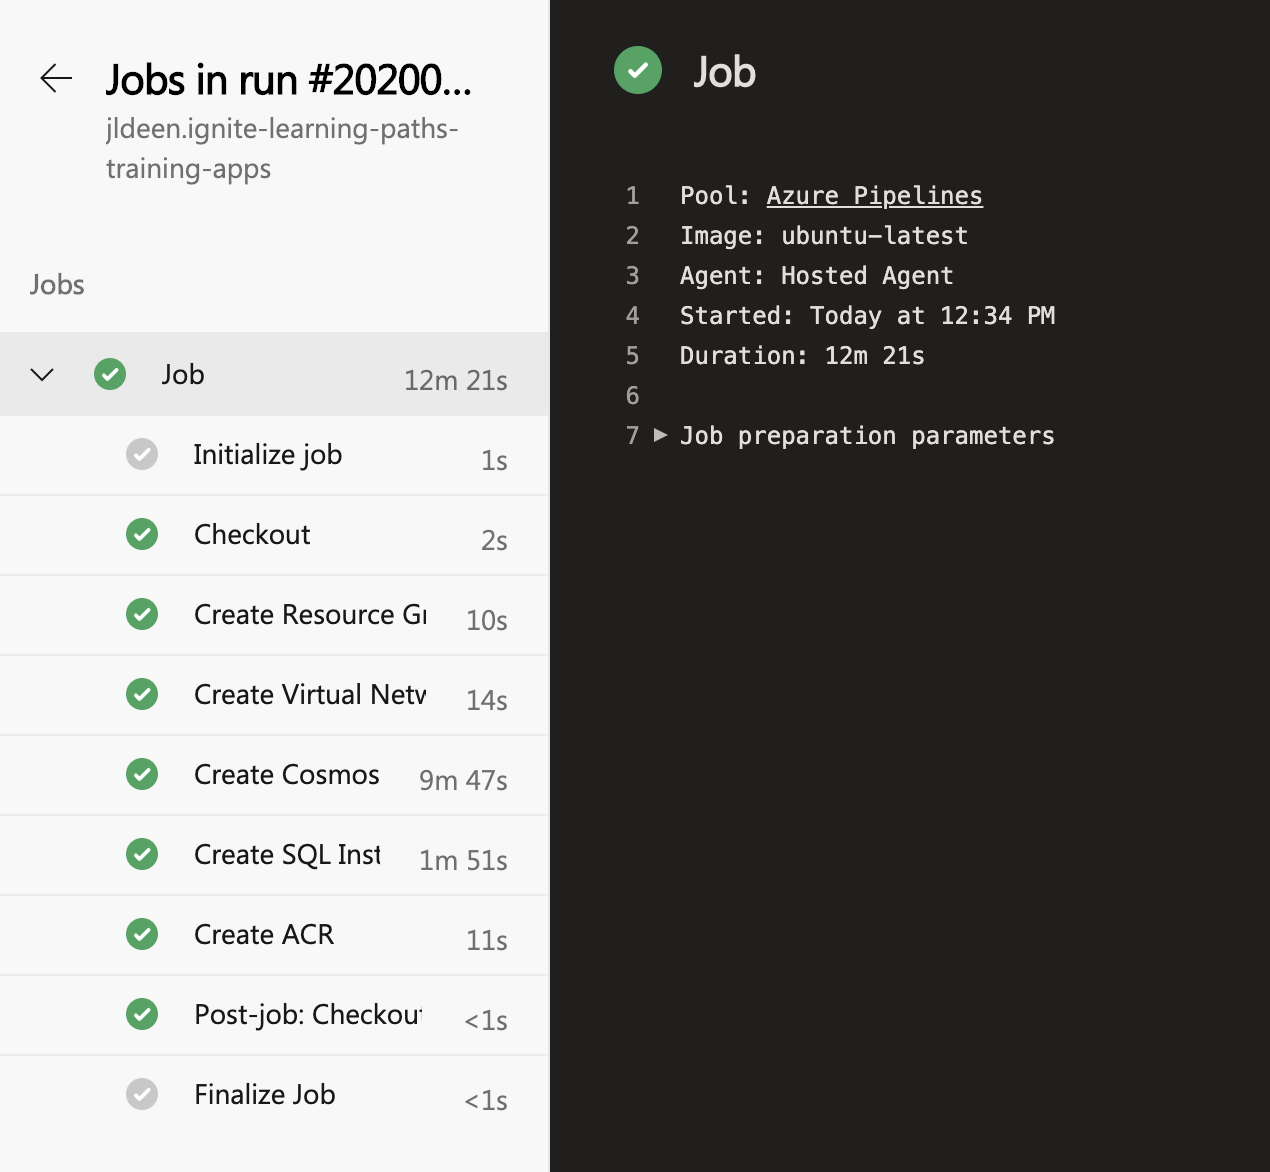 Jobs in run #20200...
jldeen.ignite-learning-paths-
training-apps
Jobs
Job 12m 21s
Initialize job 1s
Checkout 2s
Create Resource Gr 10s
Create Virtual Netw 14s
Create Cosmos 9m 47s
Create SQL Inst 1m 51s
Create ACR 11s
Post-job: Checkout <1s
Finalize Job <1s
Job
1 Pool: Azure Pipelines
2 Image: ubuntu-latest
3 Agent: Hosted Agent
4 Started: Today at 12:34 PM
5 Duration: 12m 21s
6
7 Job preparation parameters